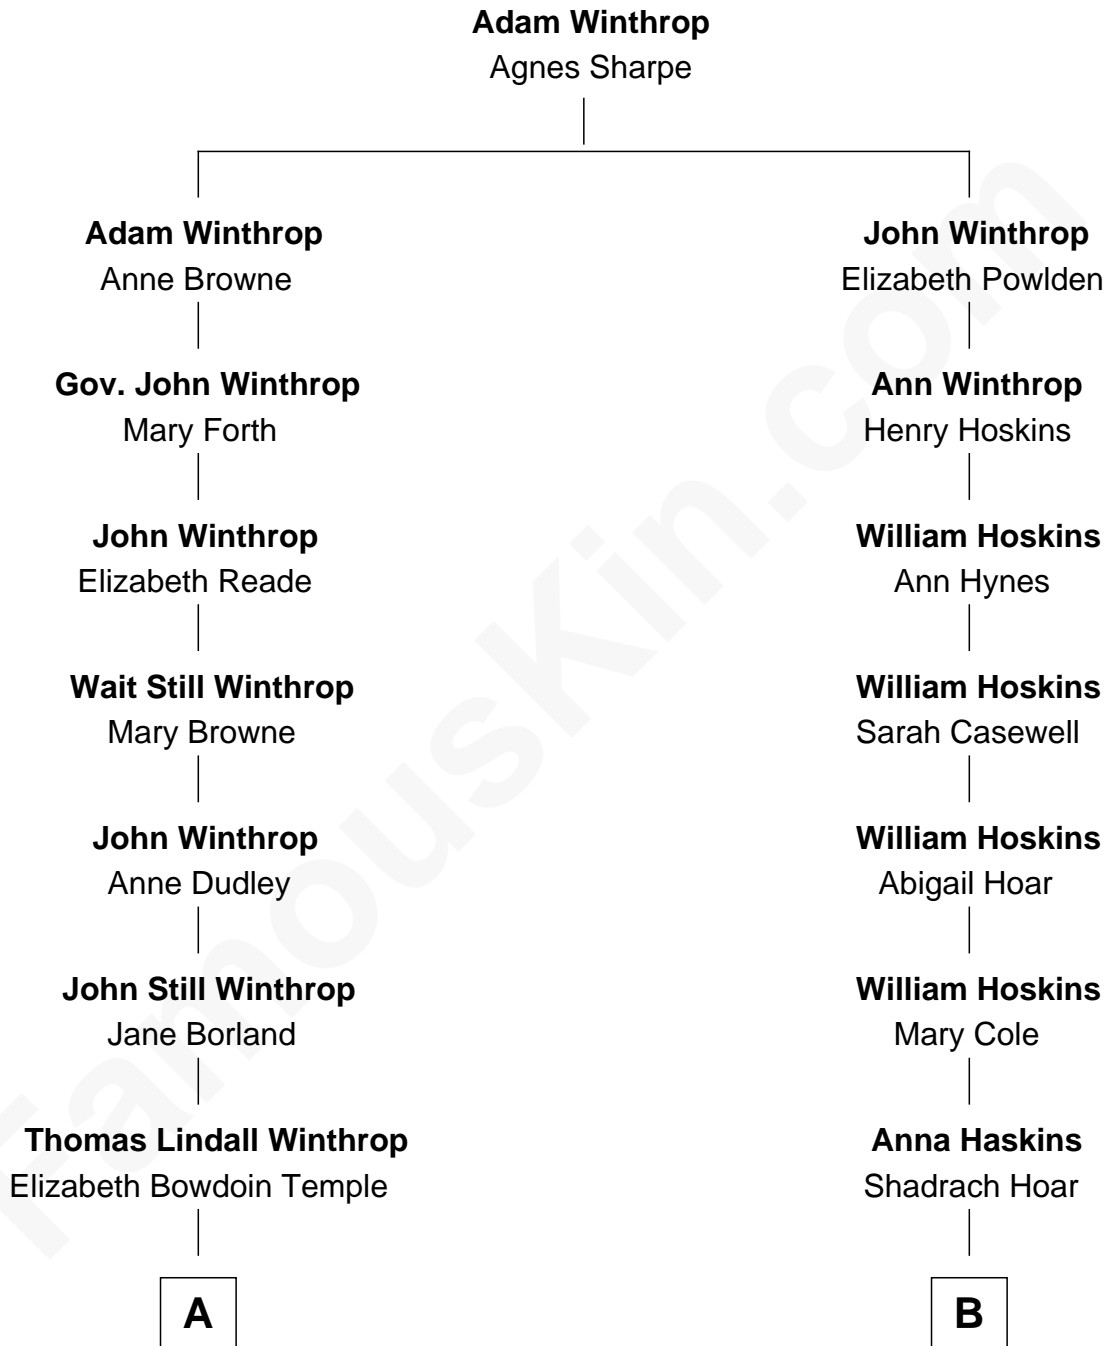 Adam Winthrop
Agnes Sharpe
Adam Winthrop
Anne Browne
John Winthrop
Elizabeth Powlden
Gov. John Winthrop
Mary Forth
Ann Winthrop
Henry Hoskins
John Winthrop
Elizabeth Reade
William Hoskins
Ann Hynes
Wait Still Winthrop
Mary Browne
William Hoskins
Sarah Casewell
John Winthrop
Anne Dudley
William Hoskins
Abigail Hoar
John Still Winthrop
Jane Borland
William Hoskins
Mary Cole
Thomas Lindall Winthrop
Elizabeth Bowdoin Temple
Anna Haskins
Shadrach Hoar
A
B
FamousKin.com